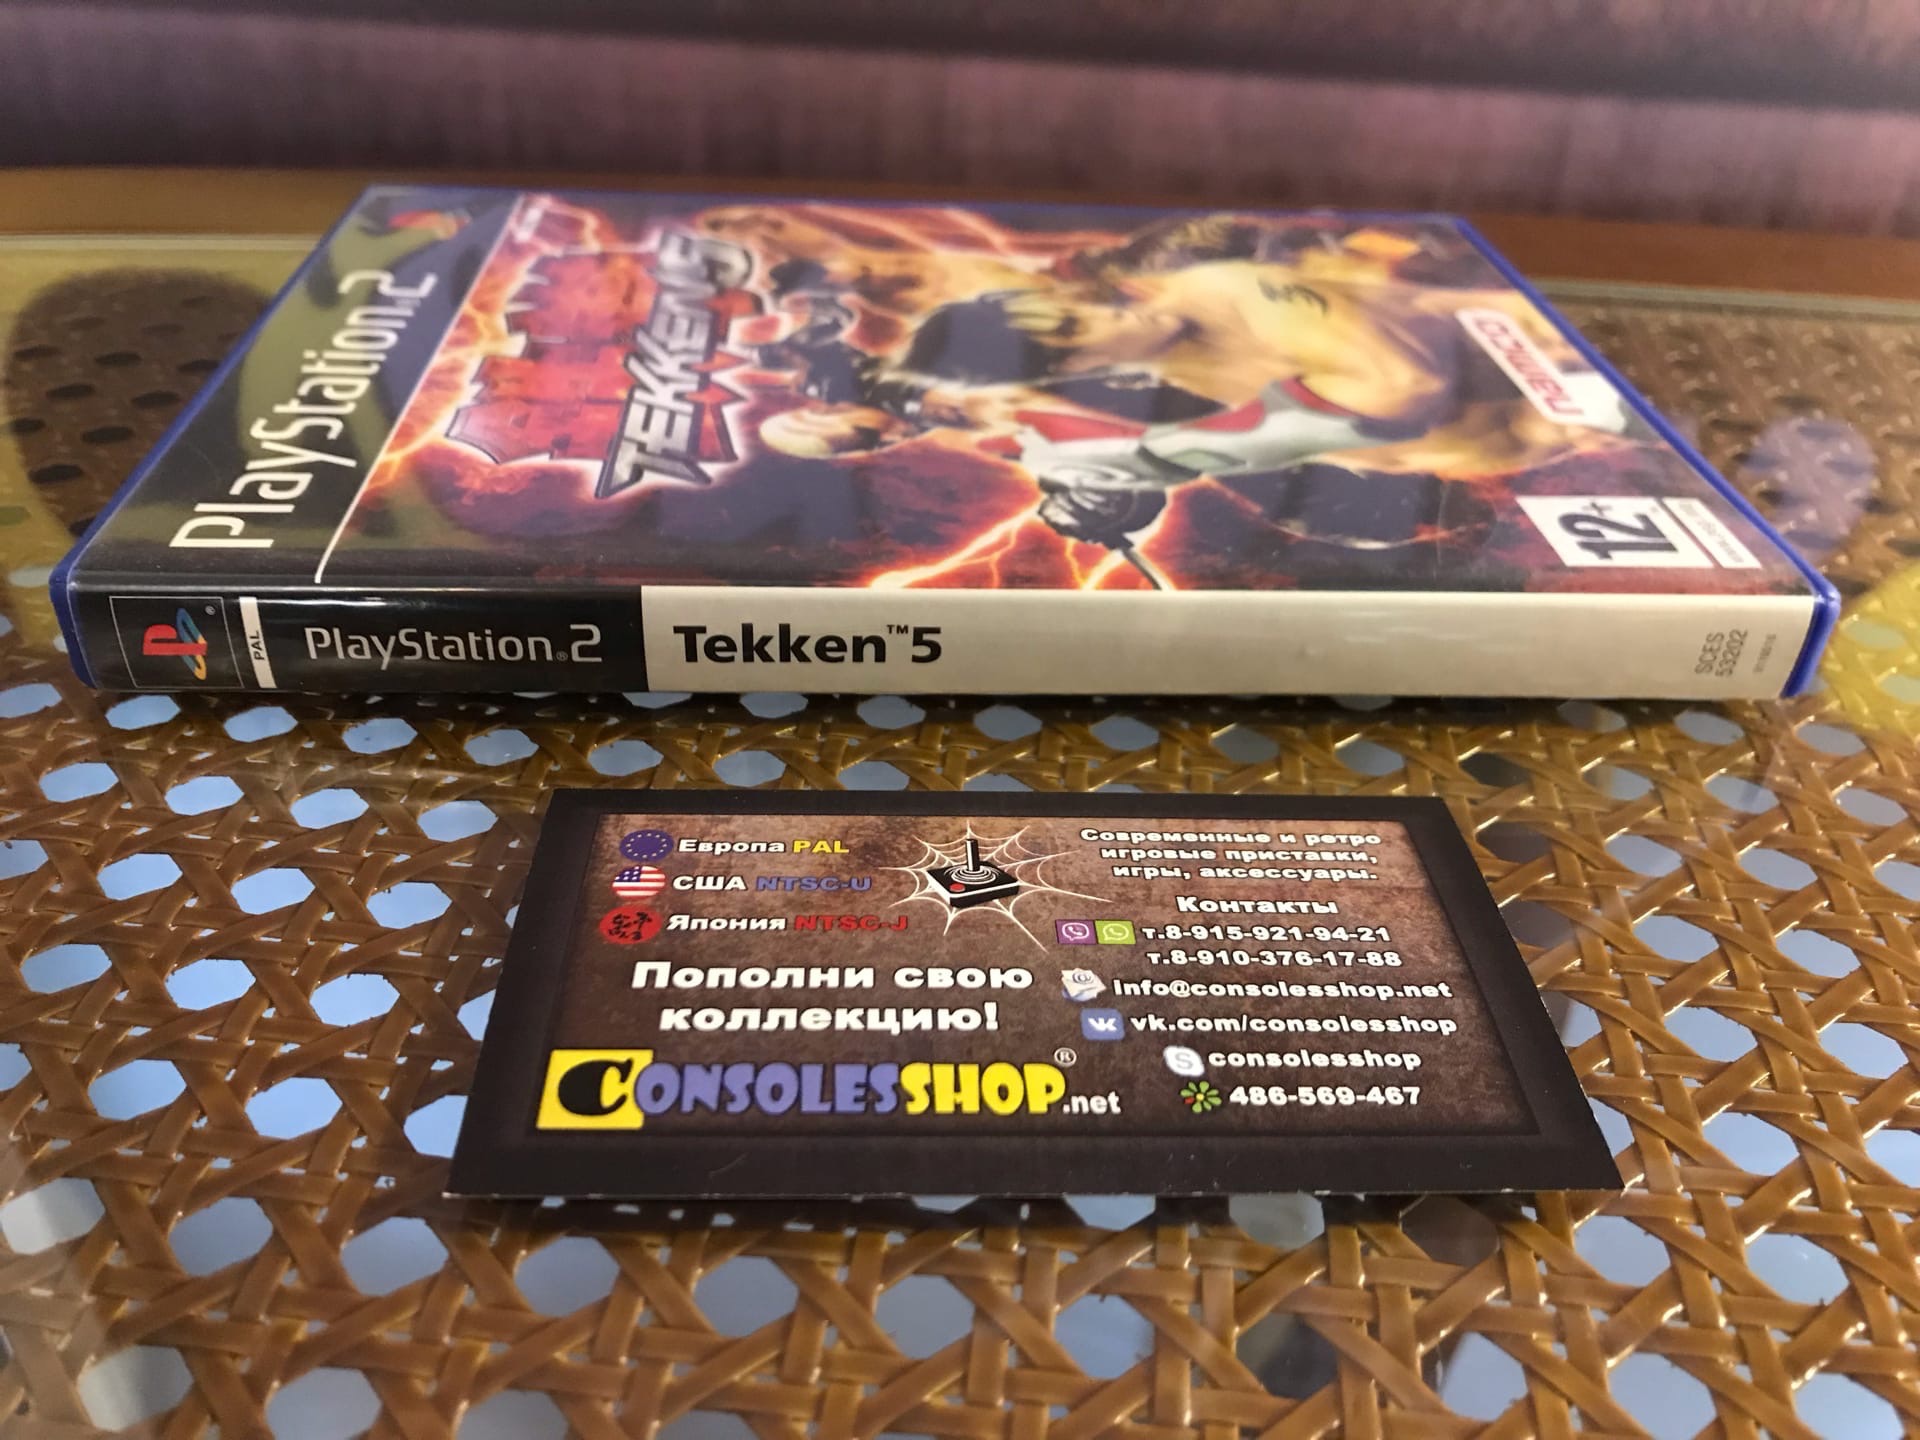 PlayStation®2
TEKKEN 5
namco
12+
PAL
PlayStation®2
Tekken™5
SCES
53202
Европа PAL
США NTSC-U
Япония NTSC-J
Пополни свою
коллекцию!
CONSOLESSHOP®.net
Современные и ретро
игровые приставки,
игры, аксессуары.
Контакты
т.8-915-921-94-21
т.8-910-376-17-88
info@consolesshop.net
vk.com/consolesshop
consolesshop
486-569-467